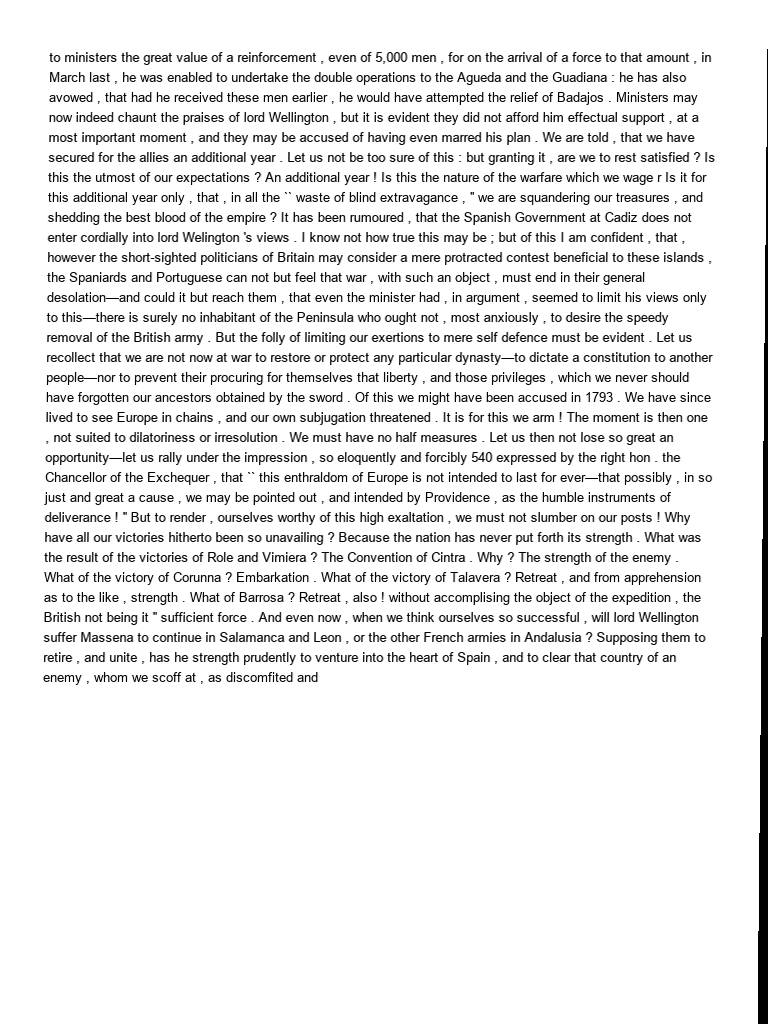 to ministers the great value of a reinforcement , even of 5,000 men , for on the arrival of a force to that amount , in
March last , he was enabled to undertake the double operations to the Agueda and the Guadiana : he has also
avowed , that had he received these men earlier , he would have attempted the relief of Badajos . Ministers may
now indeed chaunt the praises of lord Wellington , but it is evident they did not afford him effectual support , at a
most important moment , and they may be accused of having even marred his plan . We are told , that we have
secured for the allies an additional year . Let us not be too sure of this : but granting it , are we to rest satisfied ? Is
this the utmost of our expectations ? An additional year ! Is this the nature of the warfare which we wage r Is it for
this additional year only , that , in all the `` waste of blind extravagance , " we are squandering our treasures , and
shedding the best blood of the empire ? It has been rumoured , that the Spanish Government at Cadiz does not
enter cordially into lord Welington 's views . I know not how true this may be ; but of this I am confident , that ,
however the short-sighted politicians of Britain may consider a mere protracted contest beneficial to these islands ,
the Spaniards and Portuguese can not but feel that war , with such an object , must end in their general
desolation—and could it but reach them , that even the minister had , in argument , seemed to limit his views only
to this—there is surely no inhabitant of the Peninsula who ought not , most anxiously , to desire the speedy
removal of the British army . But the folly of limiting our exertions to mere self defence must be evident . Let us
recollect that we are not now at war to restore or protect any particular dynasty—to dictate a constitution to another
people—nor to prevent their procuring for themselves that liberty , and those privileges , which we never should
have forgotten our ancestors obtained by the sword . Of this we might have been accused in 1793 . We have since
lived to see Europe in chains , and our own subjugation threatened . It is for this we arm ! The moment is then one
, not suited to dilatoriness or irresolution . We must have no half measures . Let us then not lose so great an
opportunity—let us rally under the impression , so eloquently and forcibly 540 expressed by the right hon . the
Chancellor of the Exchequer , that `` this enthraldom of Europe is not intended to last for ever—that possibly , in so
just and great a cause , we may be pointed out , and intended by Providence , as the humble instruments of
deliverance ! " But to render , ourselves worthy of this high exaltation , we must not slumber on our posts ! Why
have all our victories hitherto been so unavailing ? Because the nation has never put forth its strength . What was
the result of the victories of Role and Vimiera ? The Convention of Cintra . Why ? The strength of the enemy .
What of the victory of Corunna ? Embarkation . What of the victory of Talavera ? Retreat , and from apprehension
as to the like , strength . What of Barrosa ? Retreat , also ! without accomplising the object of the expedition , the
British not being it " sufficient force . And even now , when we think ourselves so successful , will lord Wellington
suffer Massena to continue in Salamanca and Leon , or the other French armies in Andalusia ? Supposing them to
retire , and unite , has he strength prudently to venture into the heart of Spain , and to clear that country of an
enemy , whom we scoff at , as discomfited and